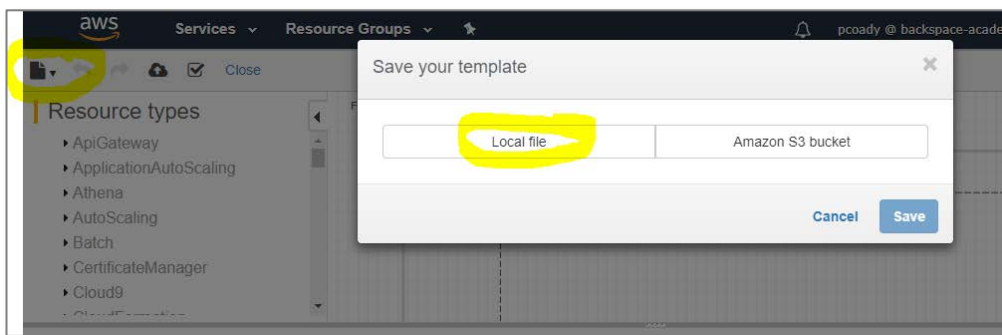 aws Services Resource Groups pcoady @ backspace-acade
Close
Save your template
Resource types
Local file Amazon S3 bucket
ApiGateway
ApplicationAutoScaling
Athena
AutoScaling
Cancel Save
Batch
CertificateManager
Cloud9